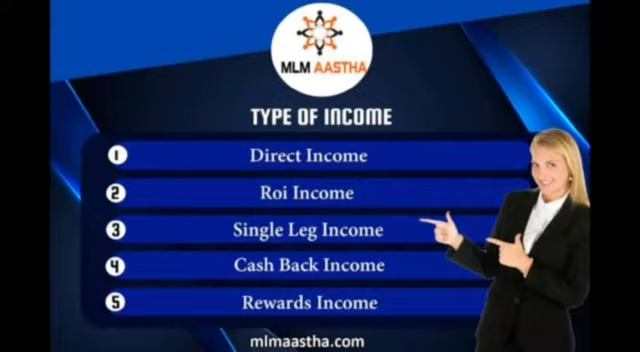 MLM AASTHA
TYPE OF INCOME
1 Direct Income
2 Roi Income
3 Single Leg Income
4 Cash Back Income
5 Rewards Income
mlmaastha.com